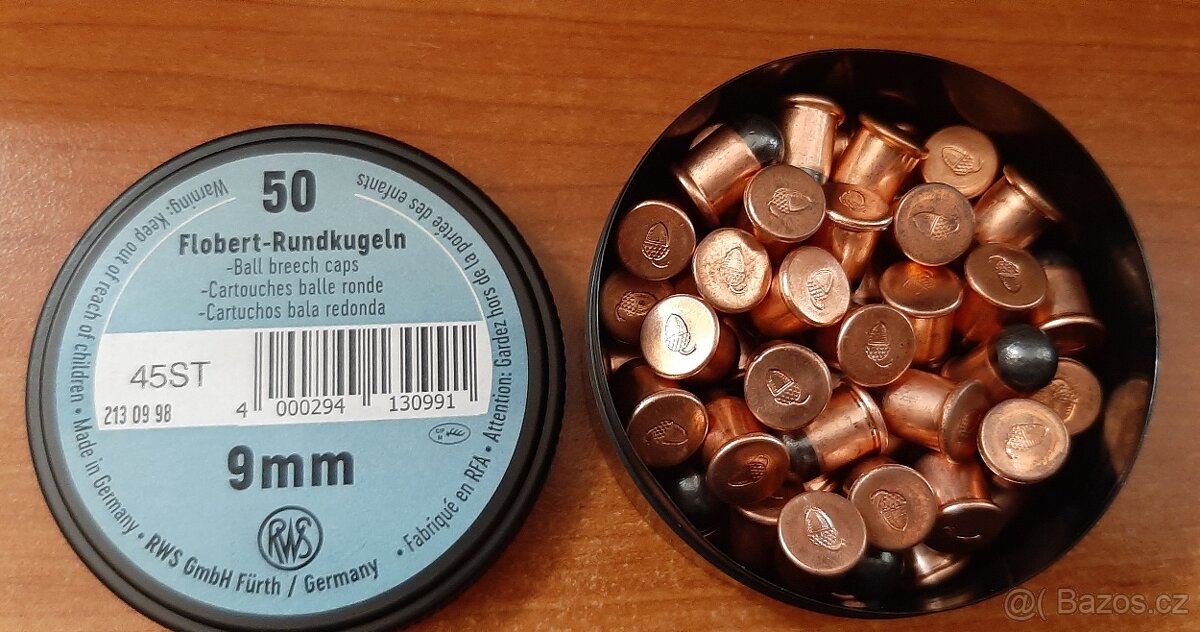 50
Flobert-Rundkugeln
-Ball breech caps
-Cartouches balle ronde
-Cartuchos bala redonda
45ST
213 09 98
4 000294 130991
9mm
RWS
Warning: Keep out of reach of children • Made in Germany • RWS GmbH Fürth / Germany • Fabriqué en RFA • Attention: Gardez hors de la portée des enfants
@( Bazos.cz